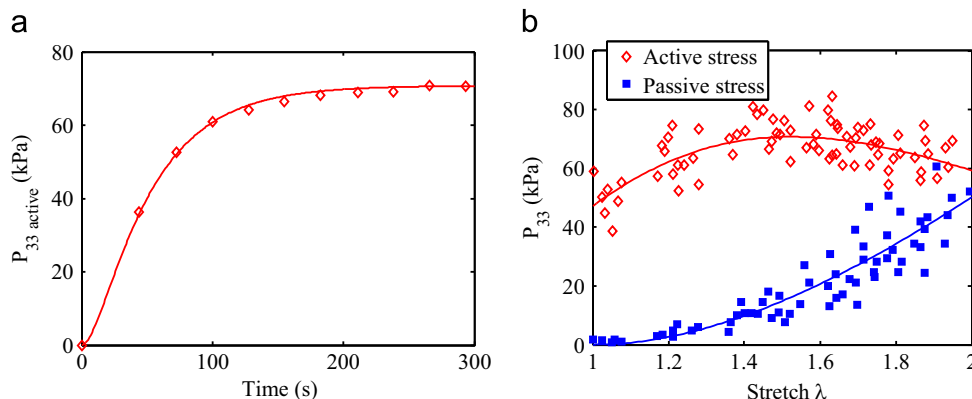 a
80
60
40
20
0
P33 active (kPa)
0 100 200 300
Time (s)
b
100
80
60
40
20
0
P33 (kPa)
Active stress
Passive stress
1 1.2 1.4 1.6 1.8 2
Stretch λ